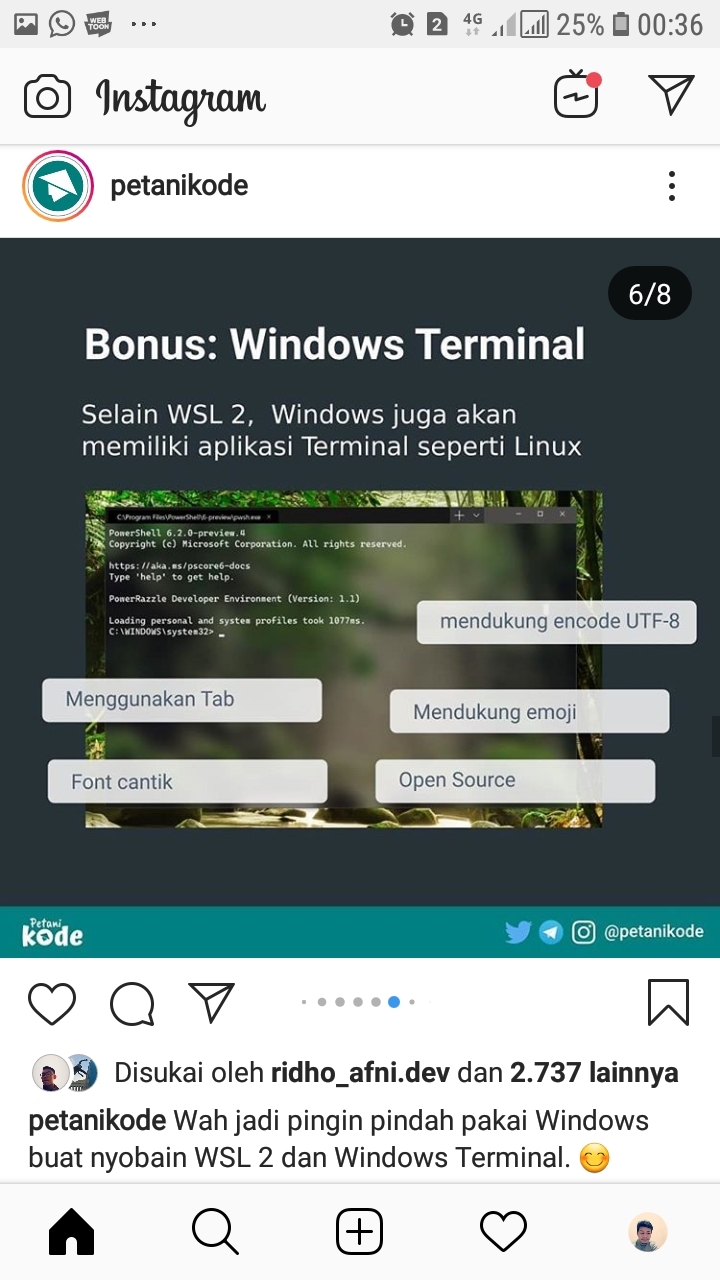 WEB TOON
2 4G 25% 00:36
Instagram
petanikode
6/8
Bonus: Windows Terminal
Selain WSL 2, Windows juga akan
memiliki aplikasi Terminal seperti Linux
C:\Program Files\PowerShell\6-preview\pwsh.exe
PowerShell 6.2.0-preview.4
Copyright (c) Microsoft Corporation. All rights reserved.
https://aka.ms/pscore6-docs
Type 'help' to get help.
PowerRazzle Developer Environment (Version: 1.1)
Loading personal and system profiles took 1077ms.
C:\WINDOWS\system32>
mendukung encode UTF-8
Menggunakan Tab
Mendukung emoji
Font cantik
Open Source
Petani
kode
@petanikode
Disukai oleh ridho_afni.dev dan 2.737 lainnya
petanikode Wah jadi pingin pindah pakai Windows
buat nyobain WSL 2 dan Windows Terminal. 😊